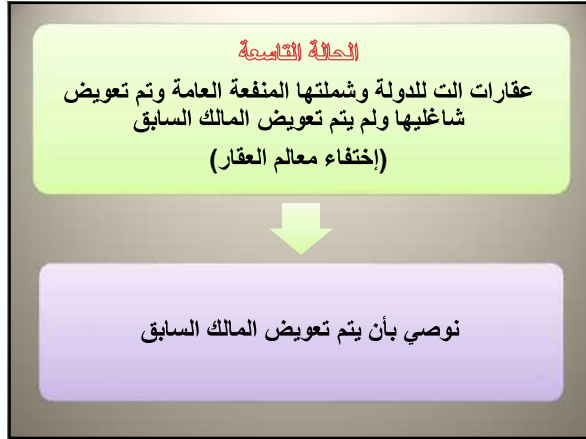 الحالة التاسعة
عقارات الت للدولة وشملتها المنفعة العامة وتم تعويض
شاغليها ولم يتم تعويض المالك السابق
(إختفاء معالم العقار)
نوصي بأن يتم تعويض المالك السابق